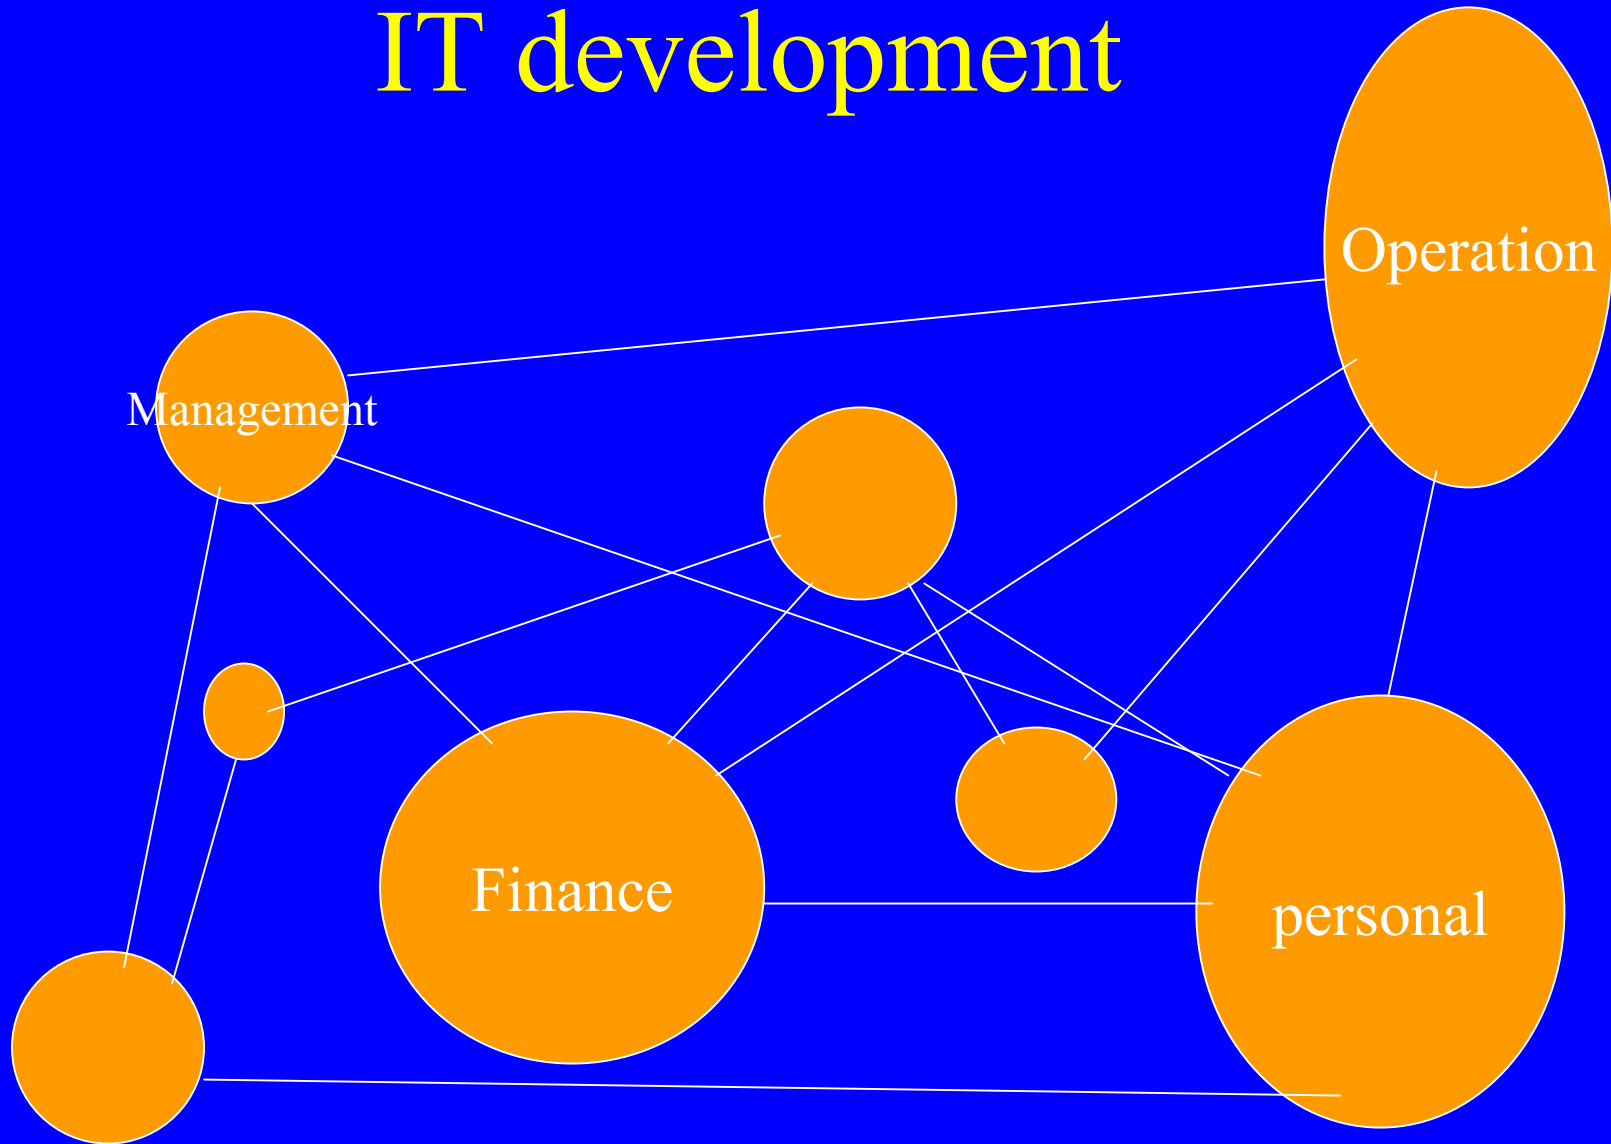 IT development
Operation
Management
Finance
personal